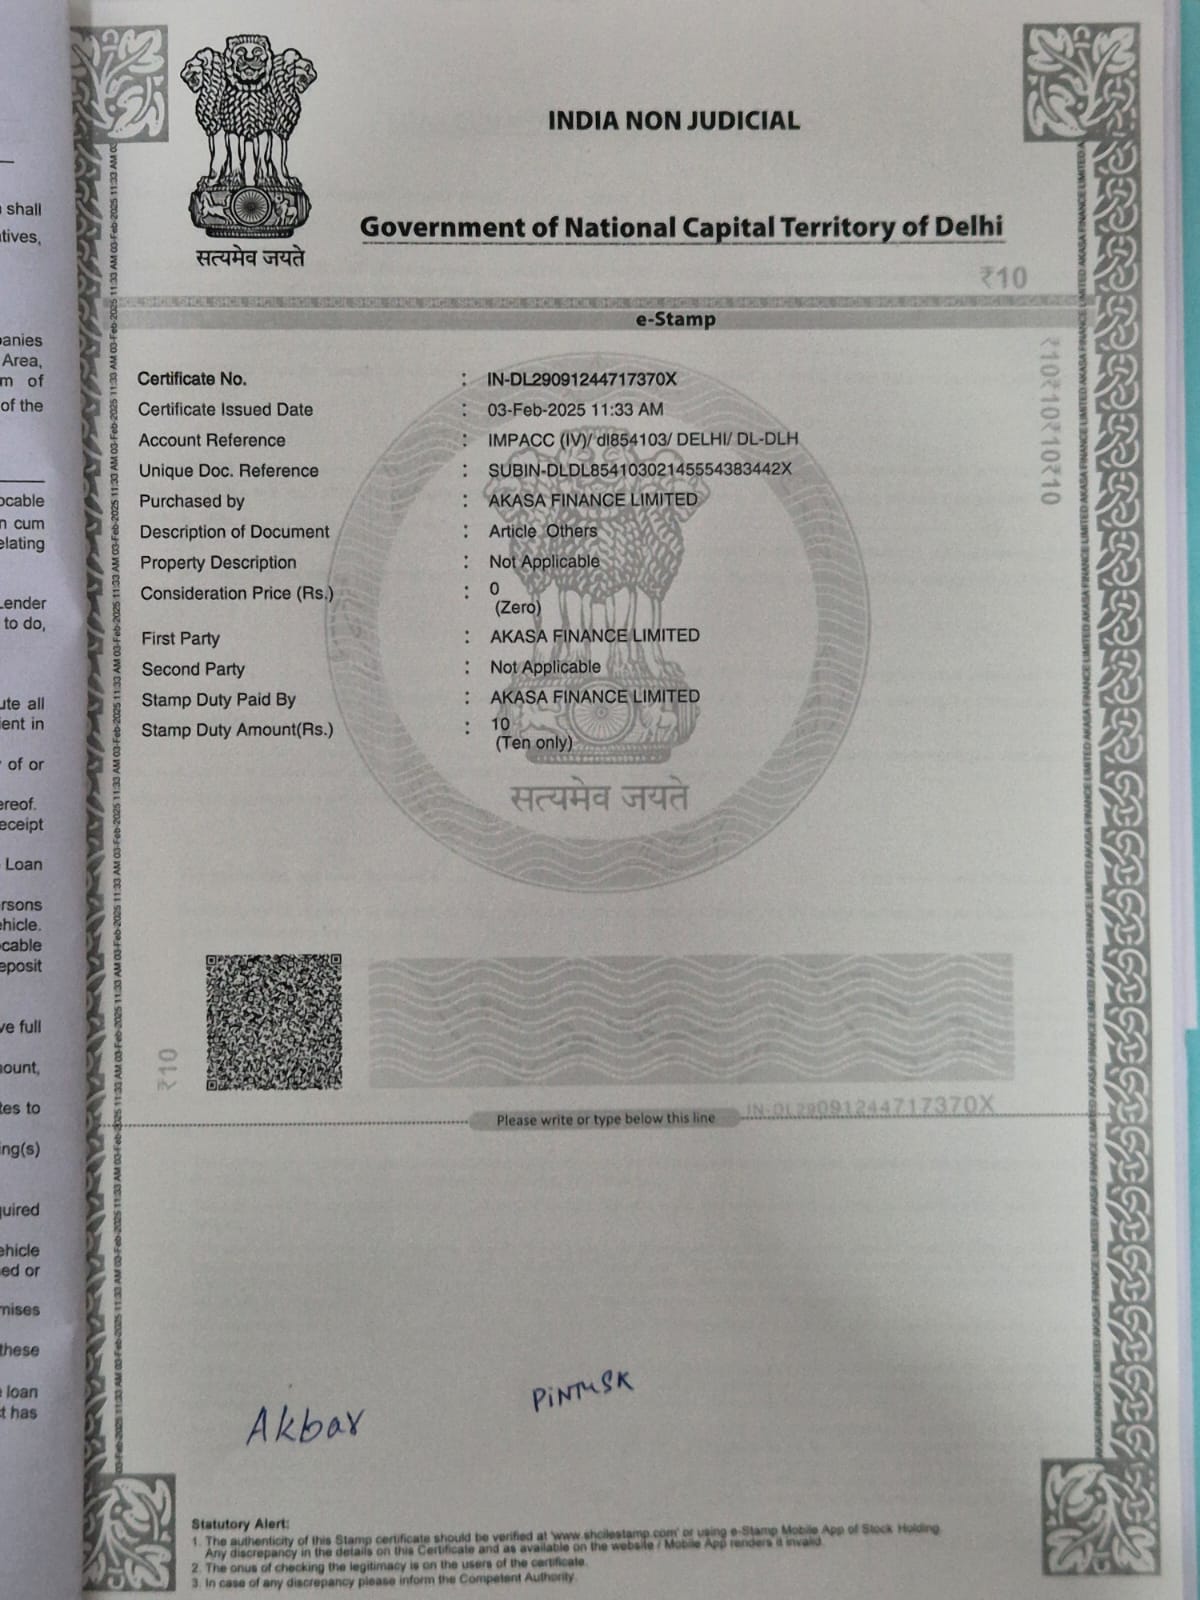 shall
panies
Area,
m of
of the
n cum
Lender
to do,
ute all
ent in
of or
ereof.
eceipt
Loan
rsons
ehicle.
ocable
eposit
ve full
tes to
ing(s)
ehicle
ed or
these
loan
t has
INDIA NON JUDICIAL
सत्यमेव जयते
Government of National Capital Territory of Delhi
₹10
e-Stamp
Certificate No. : IN-DL29091244717370X
Certificate Issued Date : 03-Feb-2025 11:33 AM
Account Reference : IMPACC (IV)/ dl854103/ DELHI/ DL-DLH
Unique Doc. Reference : SUBIN-DLDL85410302145554383442X
Purchased by : AKASA FINANCE LIMITED
Description of Document : Article Others
Property Description : Not Applicable
Consideration Price (Rs.) : 0
(Zero)
First Party : AKASA FINANCE LIMITED
Second Party : Not Applicable
Stamp Duty Paid By : AKASA FINANCE LIMITED
Stamp Duty Amount(Rs.) : 10
(Ten only)
सत्यमेव जयते
₹10₹10₹10₹10
₹10
IN-DL29091244717370X
Please write or type below this line
PiNTuSK
Akbar
Statutory Alert:
1. The authenticity of this Stamp certificate should be verified at 'www.shcilestamp.com' or using e-Stamp Mobile App of Stock Holding.
Any discrepancy in the details on this Certificate and as available on the website / Mobile App renders it invalid.
2. The onus of checking the legitimacy is on the users of the certificate.
3. In case of any discrepancy please inform the Competent Authority.